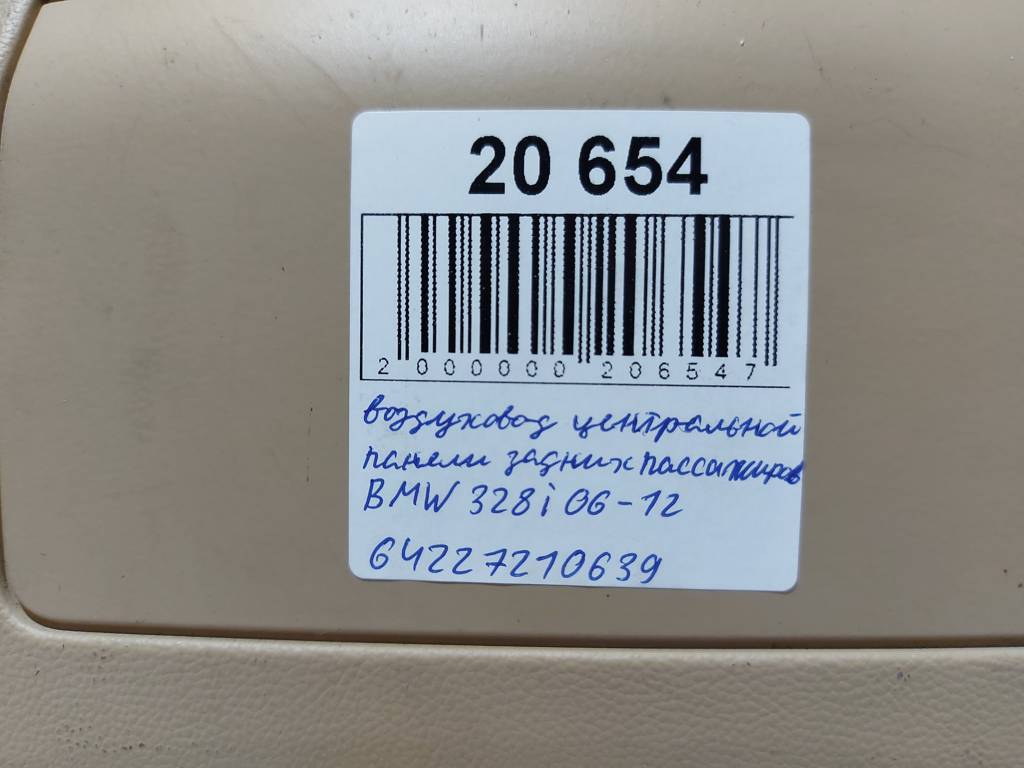 20 654
2 000000 206547
воздуховод центральной
панели задних пассажиров
BMW 328i 06-12
64227210639